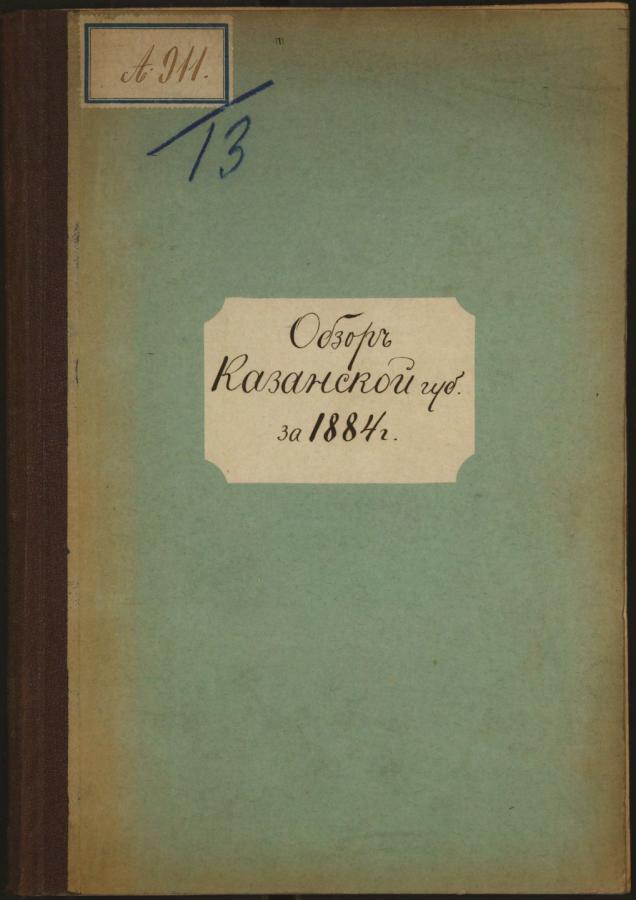 А. 911.
13
Обзоръ
Казанской губ.
за 1884 г.